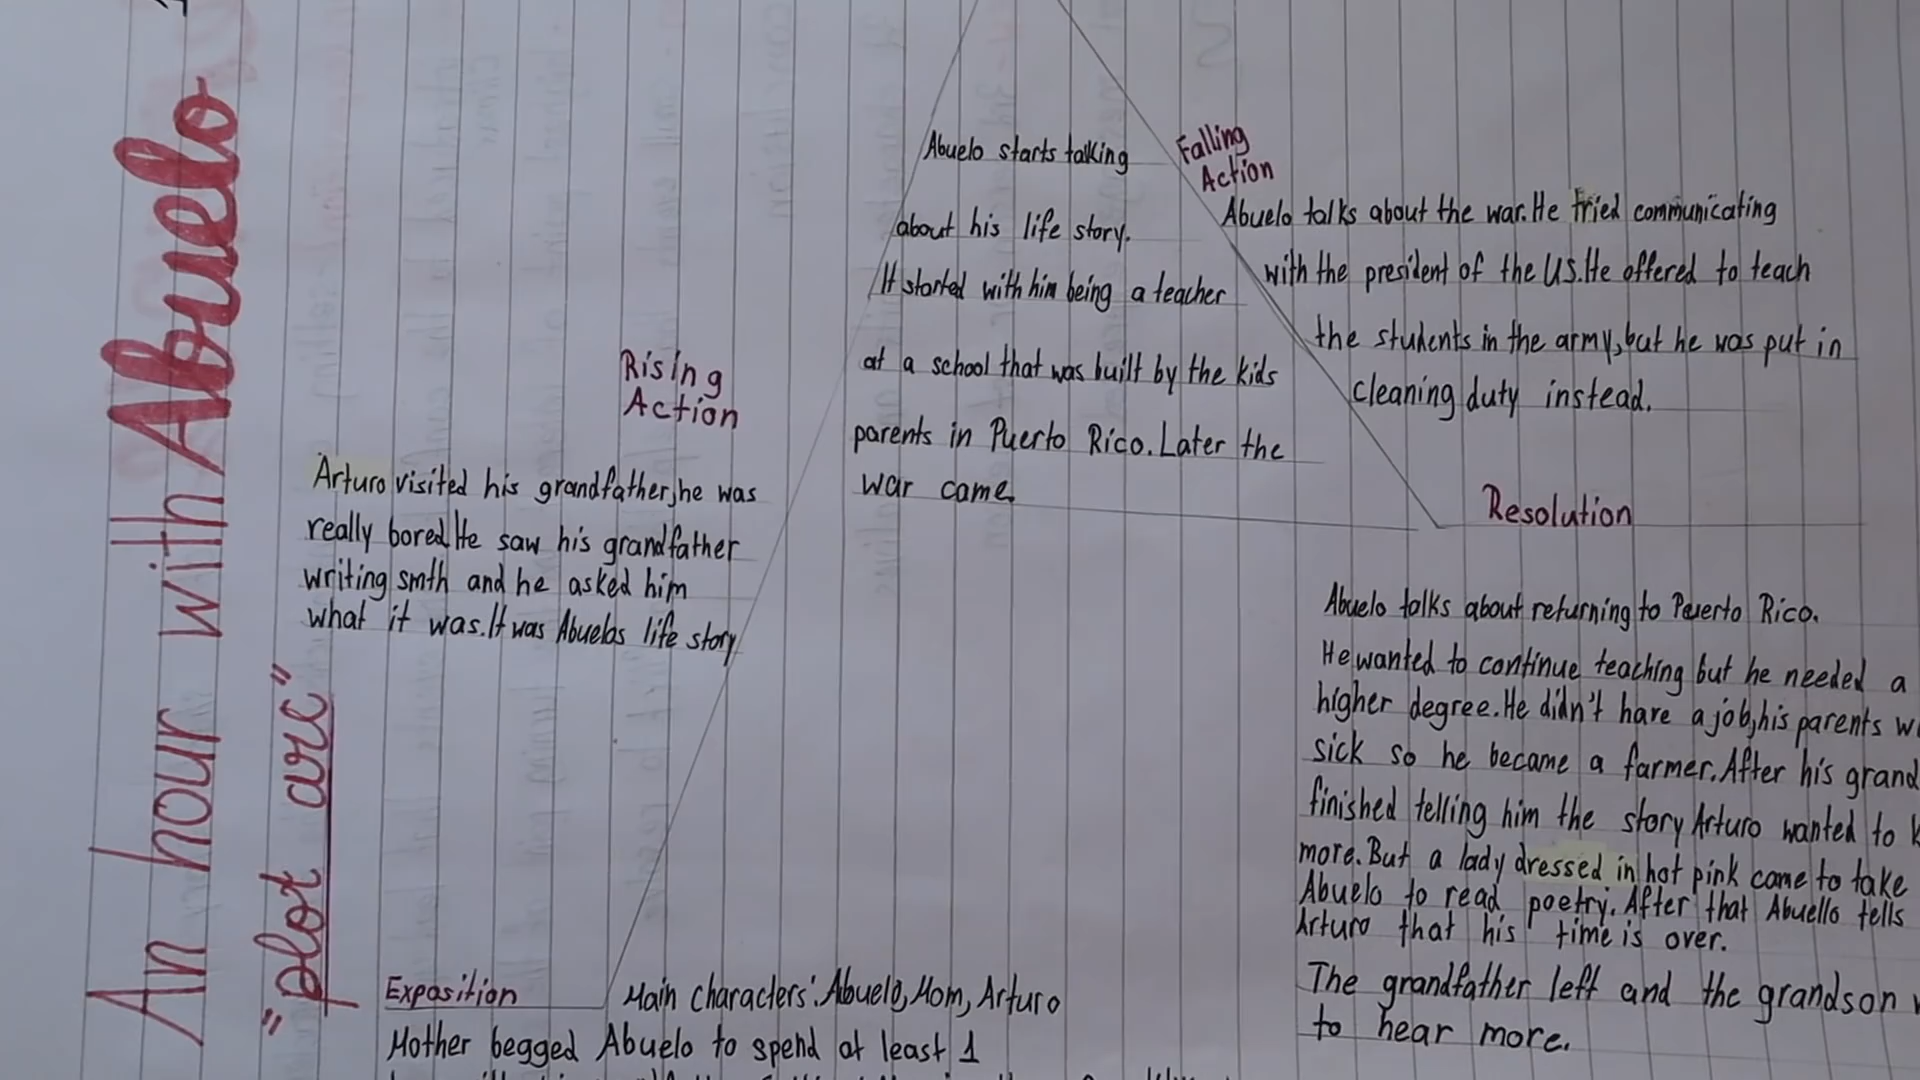 An hour with Abuelo
"plot arc"
Abuelo starts talking
about his life story.
It started with him being a teacher
at a school that was built by the kids
parents in Puerto Rico. Later the
war came.
Falling
Action
Abuelo talks about the war. He tried communicating
with the president of the US. He offered to teach
the students in the army, but he was put in
cleaning duty instead.
Rising
Action
Arturo visited his grandfather, he was
really bored. He saw his grandfather
writing smth and he asked him
what it was. It was Abuelos life story
Resolution
Abuelo talks about returning to Puerto Rico.
He wanted to continue teaching but he needed a
higher degree. He didn't have a job, his parents
sick so he became a farmer. After his grand
finished telling him the story Arturo wanted to
more. But a lady dressed in hot pink came to take
Abuelo to read poetry. After that Abuello tells
Arturo that his time is over.
The grandfather left and the grandson
to hear more.
Exposition
Main characters: Abuelo, Mom, Arturo
Mother begged Abuelo to spend at least 1